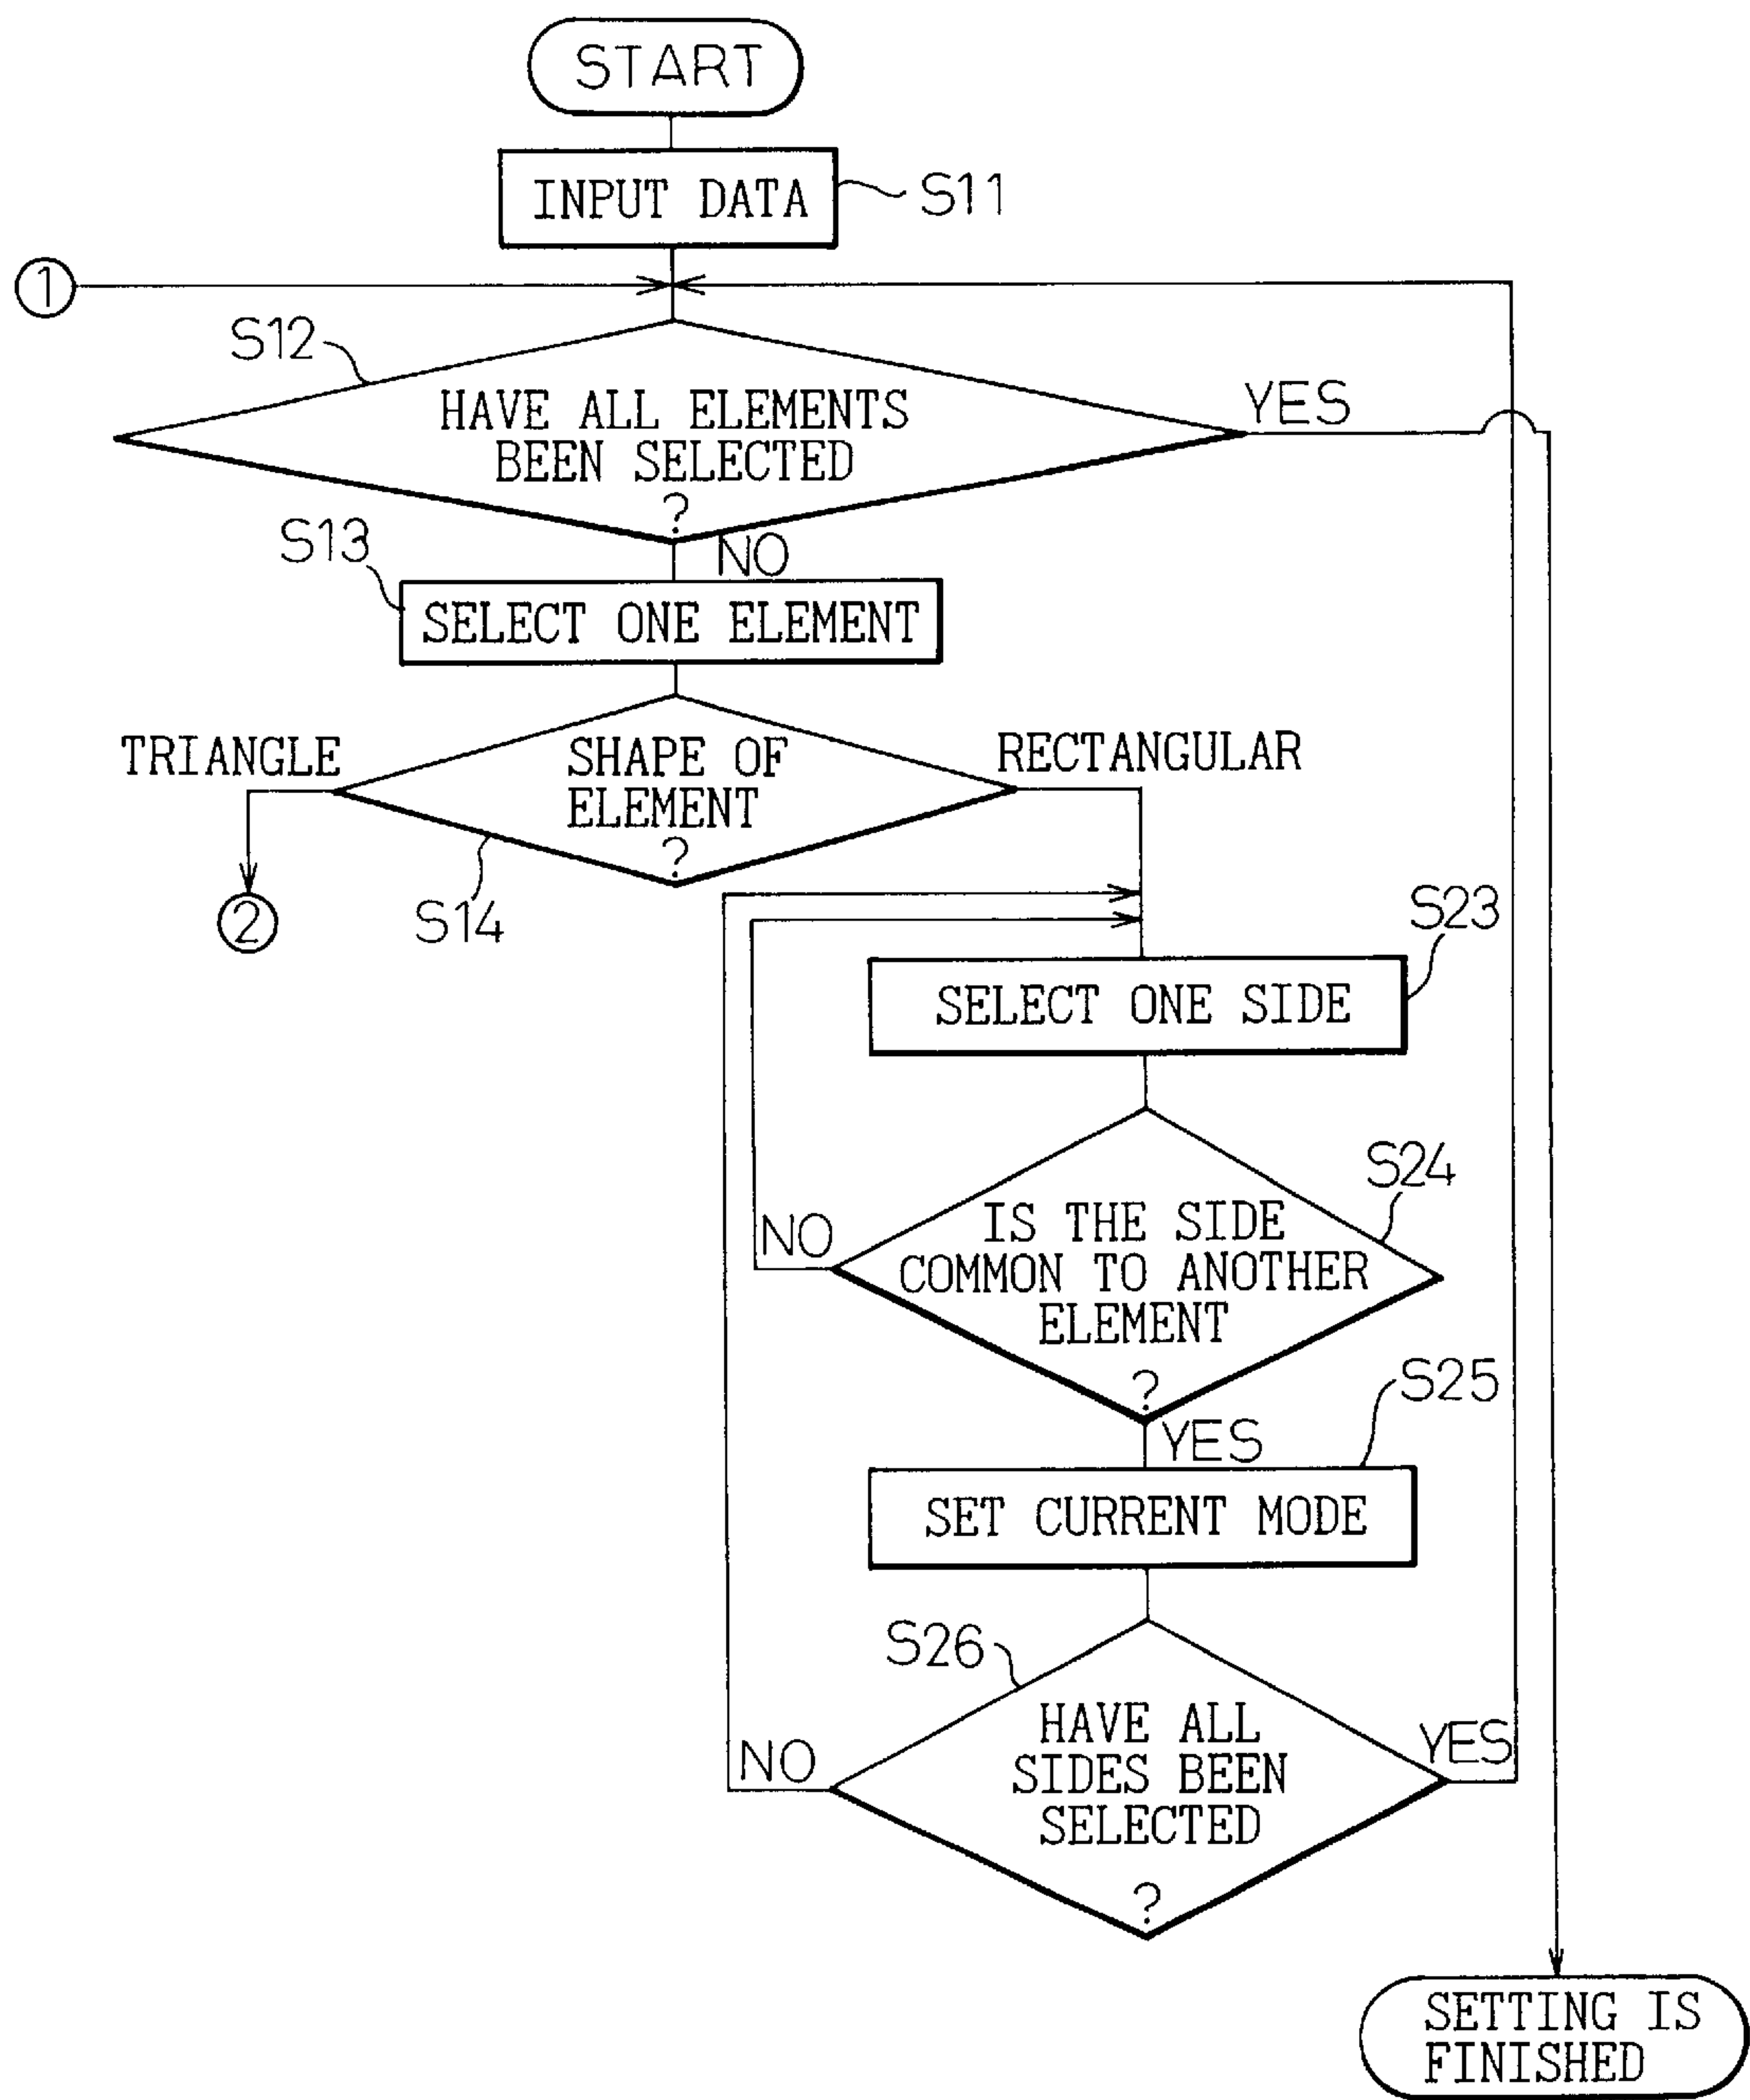 START
INPUT DATA
S11
1
S12
HAVE ALL ELEMENTS
BEEN SELECTED
?
YES
NO
S13
SELECT ONE ELEMENT
TRIANGLE
SHAPE OF
ELEMENT
?
RECTANGULAR
2
S14
S23
SELECT ONE SIDE
S24
IS THE SIDE
COMMON TO ANOTHER
ELEMENT
?
NO
YES
S25
SET CURRENT MODE
S26
HAVE ALL
SIDES BEEN
SELECTED
?
NO
YES
SETTING IS
FINISHED